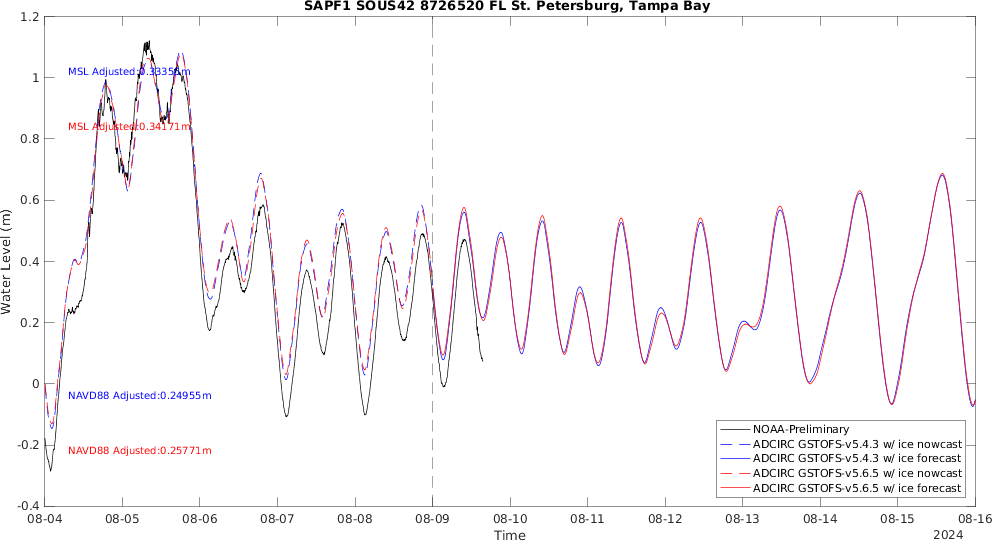 SAPF1 SOUS42 8726520 FL St. Petersburg, Tampa Bay
1.2
1
0.8
0.6
0.4
0.2
0
-0.2
-0.4
Water Level (m)
MSL Adjusted:0.33355m
MSL Adjusted:0.34171m
NAVD88 Adjusted:0.24955m
NAVD88 Adjusted:0.25771m
NOAA-Preliminary
ADCIRC GSTOFS-v5.4.3 w/ ice nowcast
ADCIRC GSTOFS-v5.4.3 w/ ice forecast
ADCIRC GSTOFS-v5.6.5 w/ ice nowcast
ADCIRC GSTOFS-v5.6.5 w/ ice forecast
08-04 08-05 08-06 08-07 08-08 08-09 08-10 08-11 08-12 08-13 08-14 08-15 08-16
Time
2024